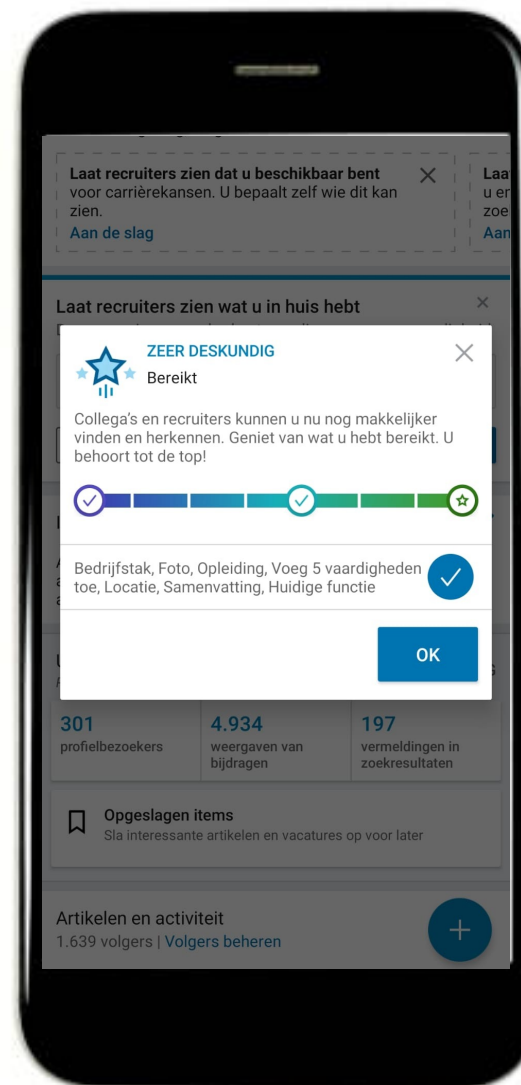 Laat recruiters zien dat u beschikbaar bent
voor carrièrekansen. U bepaalt zelf wie dit kan
zien.
Aan de slag
Laa
u er
zoe
Aan
Laat recruiters zien wat u in huis hebt
ZEER DESKUNDIG
Bereikt
Collega's en recruiters kunnen u nu nog makkelijker
vinden en herkennen. Geniet van wat u hebt bereikt. U
behoort tot de top!
Bedrijfstak, Foto, Opleiding, Voeg 5 vaardigheden
toe, Locatie, Samenvatting, Huidige functie
OK
301
profielbezoekers
4.934
weergaven van
bijdragen
197
vermeldingen in
zoekresultaten
Opgeslagen items
Sla interessante artikelen en vacatures op voor later
Artikelen en activiteit
1.639 volgers | Volgers beheren